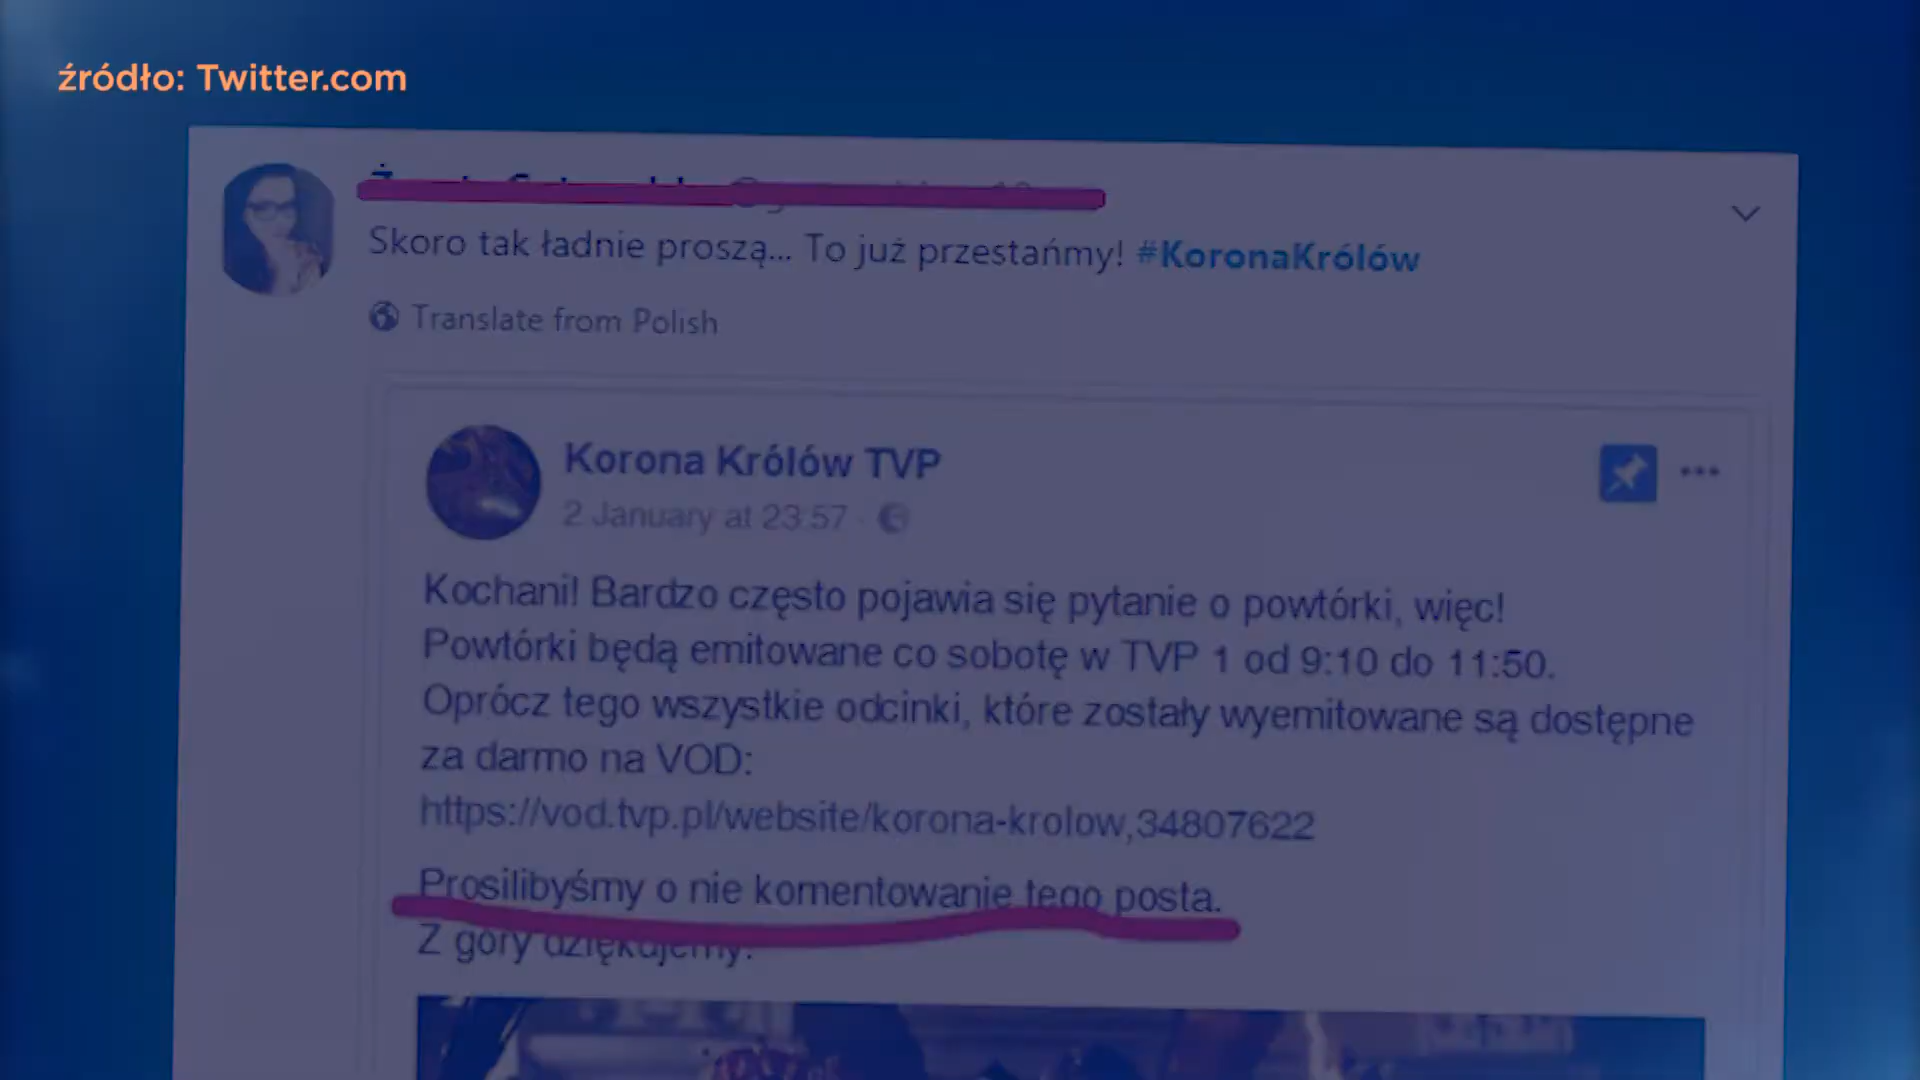 źródło: Twitter.com
Skoro tak ładnie proszą... To już przestańmy! #KoronaKrólów
Translate from Polish
Korona Królów TVP
2 January at 23:57
Kochani! Bardzo często pojawia się pytanie o powtórki, więc!
Powtórki będą emitowane co sobotę w TVP 1 od 9:10 do 11:50.
Oprócz tego wszystkie odcinki, które zostały wyemitowane są dostępne
za darmo na VOD:
https://vod.tvp.pl/website/korona-krolow,34807622
Prosilibyśmy o nie komentowanie tego posta.
Z góry dziękujemy.